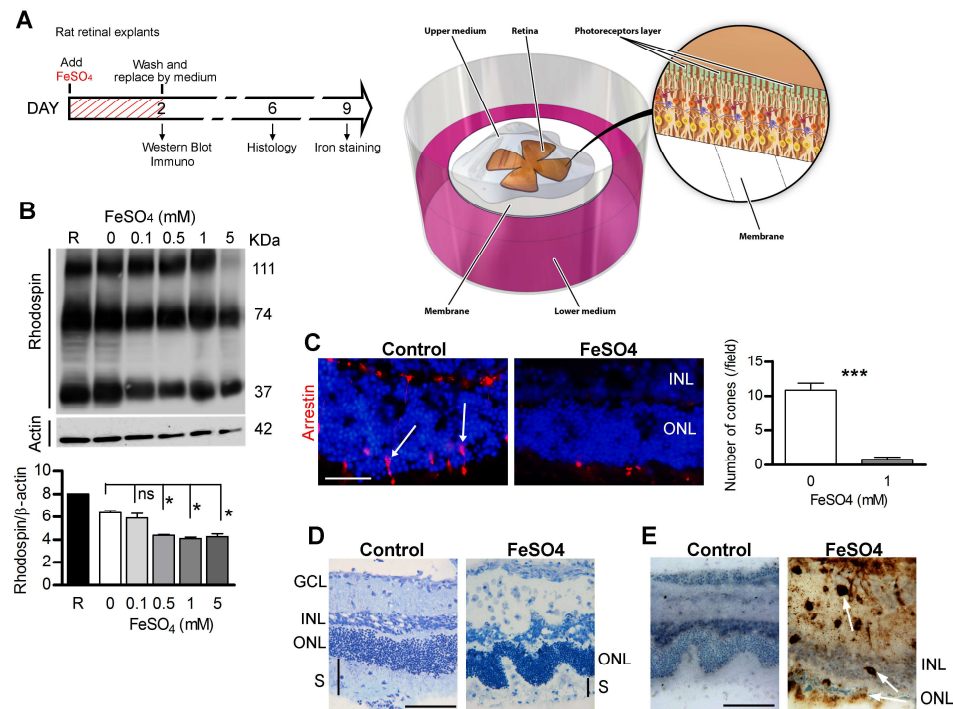 A
Rat retinal explants
Add
FeSO4
Wash and
replace by medium
DAY
2
6
9
Western Blot
Immuno
Histology
Iron staining
Upper medium
Retina
Photoreceptors layer
Membrane
Membrane
Lower medium
B
FeSO4 (mM)
R 0 0.1 0.5 1 5 KDa
Rhodospin
111
74
37
Actin
42
Rhodospin/β-actin
8
6
4
2
0
ns
*
*
*
R 0 0.1 0.5 1 5
FeSO4 (mM)
C
Control
FeSO4
Arrestin
INL
ONL
Number of cones (/field)
15
10
5
0
***
0 1
FeSO4 (mM)
D
Control
FeSO4
GCL
INL
ONL
S
ONL
S
E
Control
FeSO4
INL
ONL